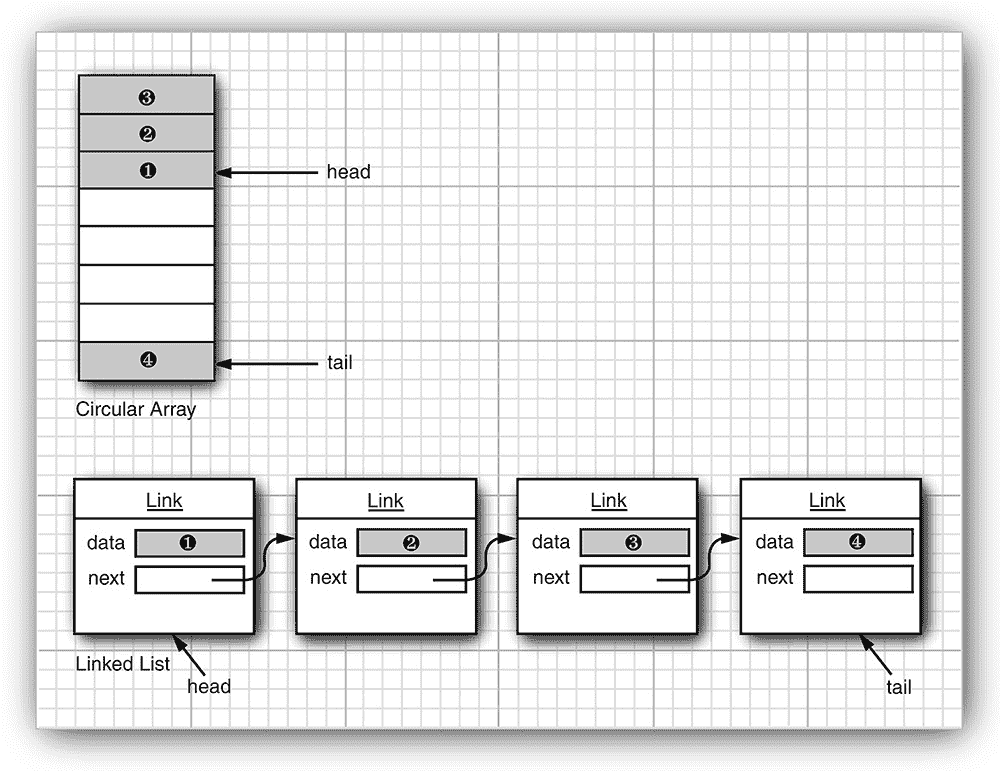 ❸
❷
❶
head
❹
tail
Circular Array
Link
data ❶
next
Link
data ❷
next
Link
data ❸
next
Link
data ❹
next
Linked List
head
tail